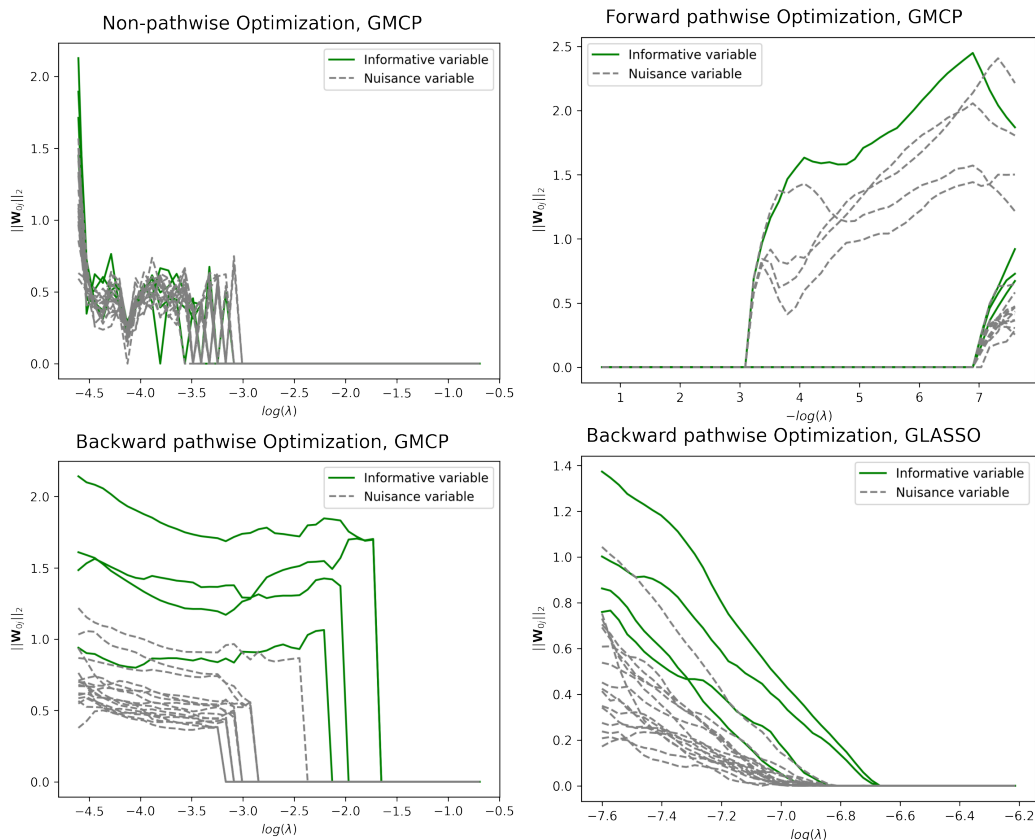 Non-pathwise Optimization, GMCP
Informative variable
Nuisance variable
2.0
1.5
1.0
0.5
0.0
||W₀ⱼ||₂
−4.5 −4.0 −3.5 −3.0 −2.5 −2.0 −1.5 −1.0 −0.5
log(λ)
Forward pathwise Optimization, GMCP
Informative variable
Nuisance variable
2.5
2.0
1.5
1.0
0.5
0.0
||W₀ⱼ||₂
1 2 3 4 5 6 7
−log(λ)
Backward pathwise Optimization, GMCP
Informative variable
Nuisance variable
2.0
1.5
1.0
0.5
0.0
||W₀ⱼ||₂
−4.5 −4.0 −3.5 −3.0 −2.5 −2.0 −1.5 −1.0 −0.5
log(λ)
Backward pathwise Optimization, GLASSO
Informative variable
Nuisance variable
1.4
1.2
1.0
0.8
0.6
0.4
0.2
0.0
||W₀ⱼ||₂
−7.6 −7.4 −7.2 −7.0 −6.8 −6.6 −6.4 −6.2
log(λ)